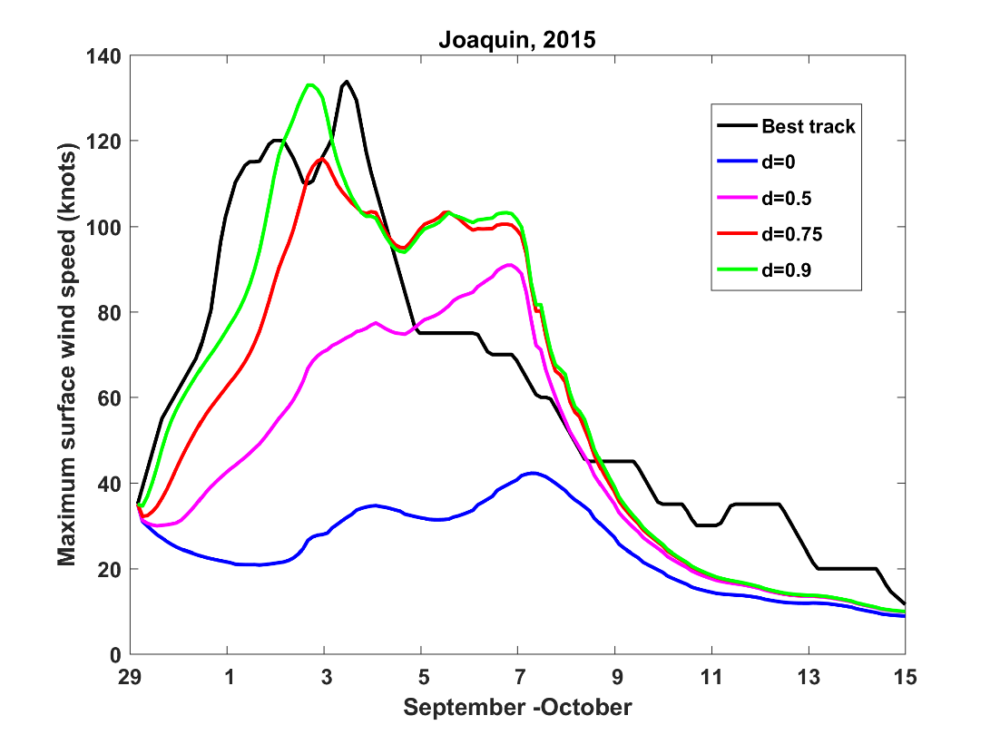 Joaquin, 2015
Maximum surface wind speed (knots)
140
120
100
80
60
40
20
0
Best track
d=0
d=0.5
d=0.75
d=0.9
29 1 3 5 7 9 11 13 15
September -October